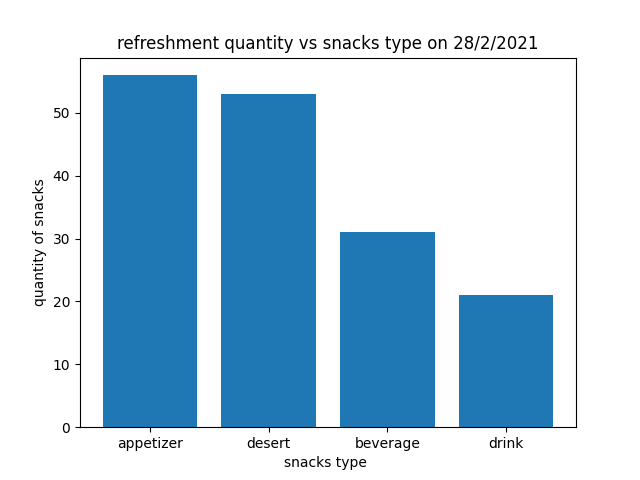 refreshment quantity vs snacks type on 28/2/2021
quantity of snacks
50
40
30
20
10
0
appetizer desert beverage drink
snacks type